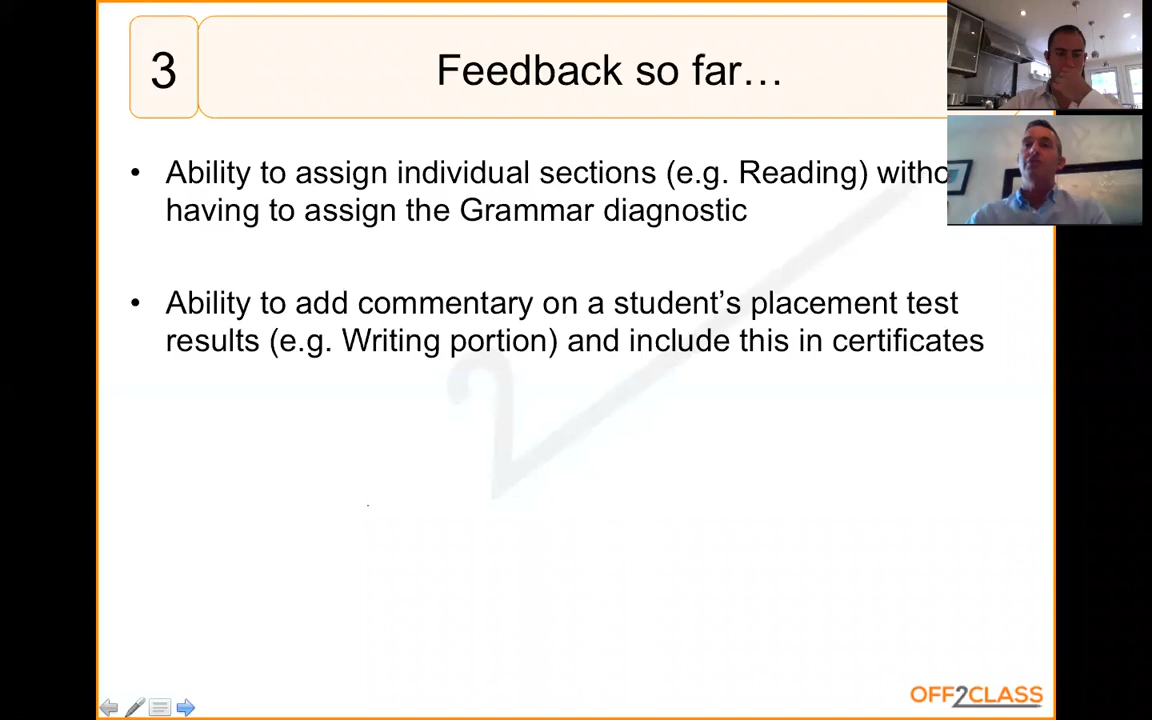 3
Feedback so far…
• Ability to assign individual sections (e.g. Reading)
having to assign the Grammar diagnostic
• Ability to add commentary on a student’s placement test
results (e.g. Writing portion) and include this in certificates
OFF2CLASS